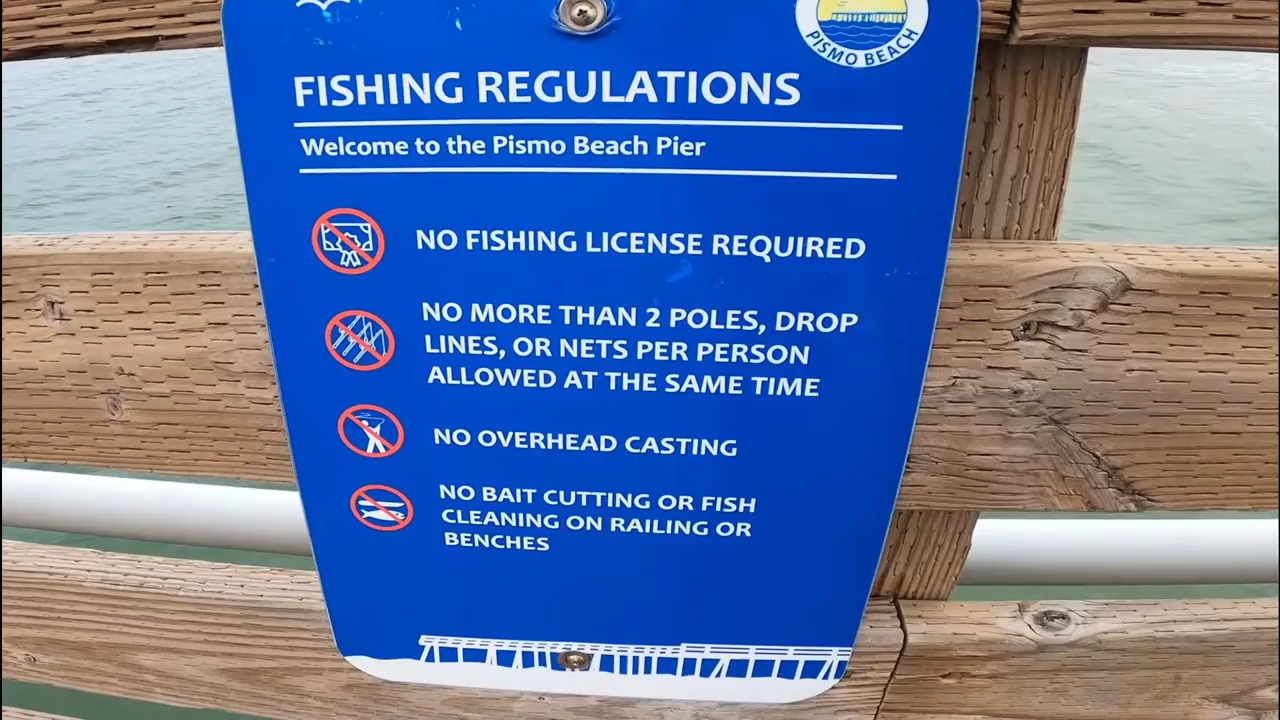 PISMO BEACH
FISHING REGULATIONS
Welcome to the Pismo Beach Pier
NO FISHING LICENSE REQUIRED
NO MORE THAN 2 POLES, DROP
LINES, OR NETS PER PERSON
ALLOWED AT THE SAME TIME
NO OVERHEAD CASTING
NO BAIT CUTTING OR FISH
CLEANING ON RAILING OR
BENCHES